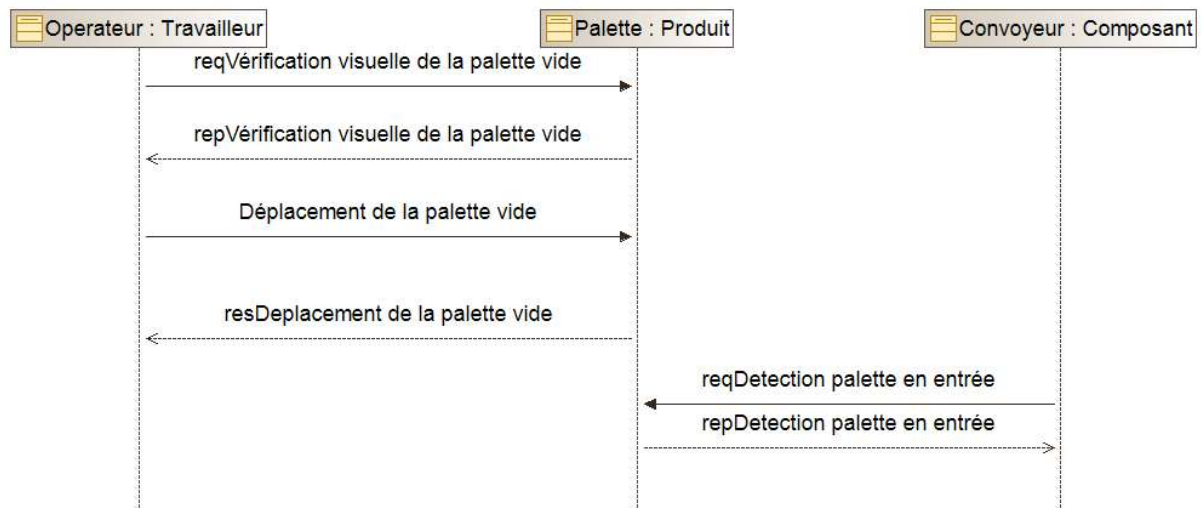 Operateur : Travailleur
Palette : Produit
Convoyeur : Composant
reqVérification visuelle de la palette vide
repVérification visuelle de la palette vide
Déplacement de la palette vide
resDeplacement de la palette vide
reqDetection palette en entrée
repDetection palette en entrée